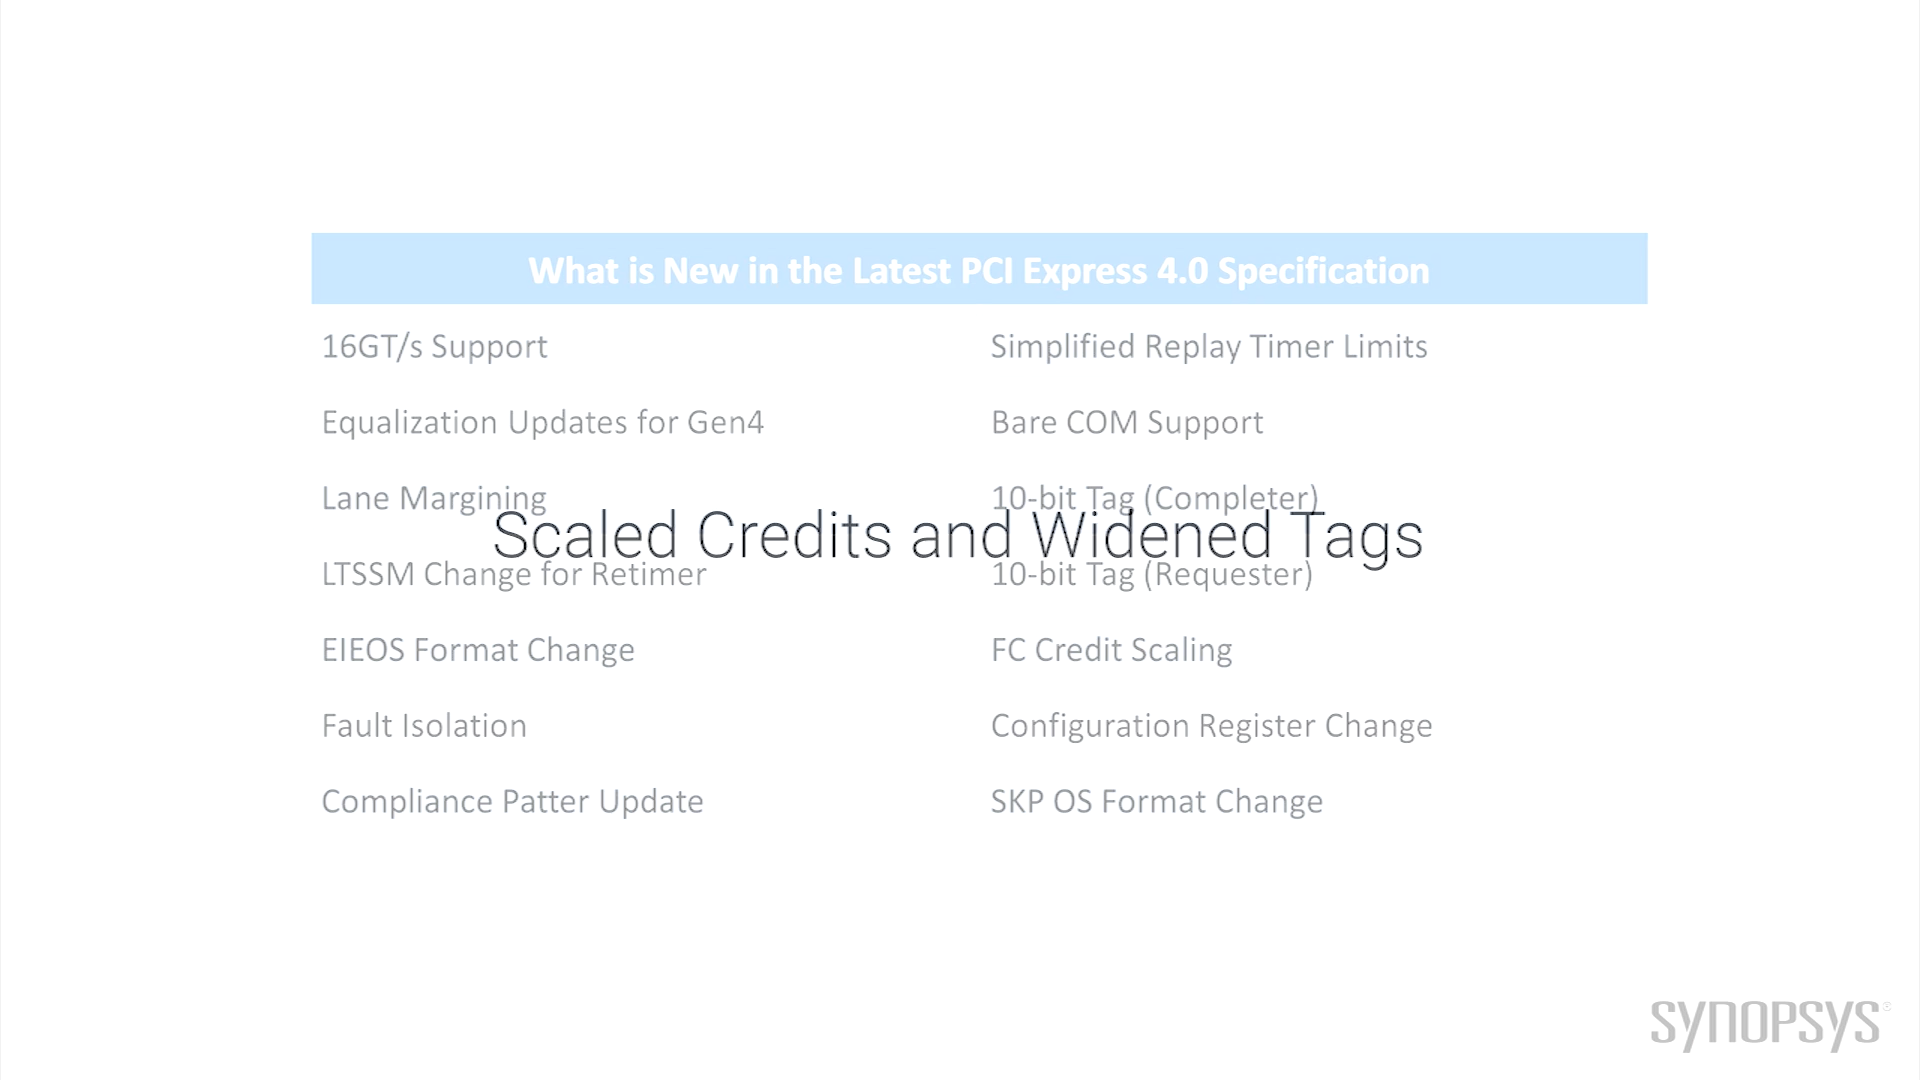 What is New in the Latest PCI Express 4.0 Specification
16GT/s Support
Simplified Replay Timer Limits
Equalization Updates for Gen4
Bare COM Support
Lane Margining
10-bit Tag (Completer)
Scaled Credits and Widened Tags
LTSSM Change for Retimer
10-bit Tag (Requester)
EIEOS Format Change
FC Credit Scaling
Fault Isolation
Configuration Register Change
Compliance Patter Update
SKP OS Format Change
SYNOPSYS®